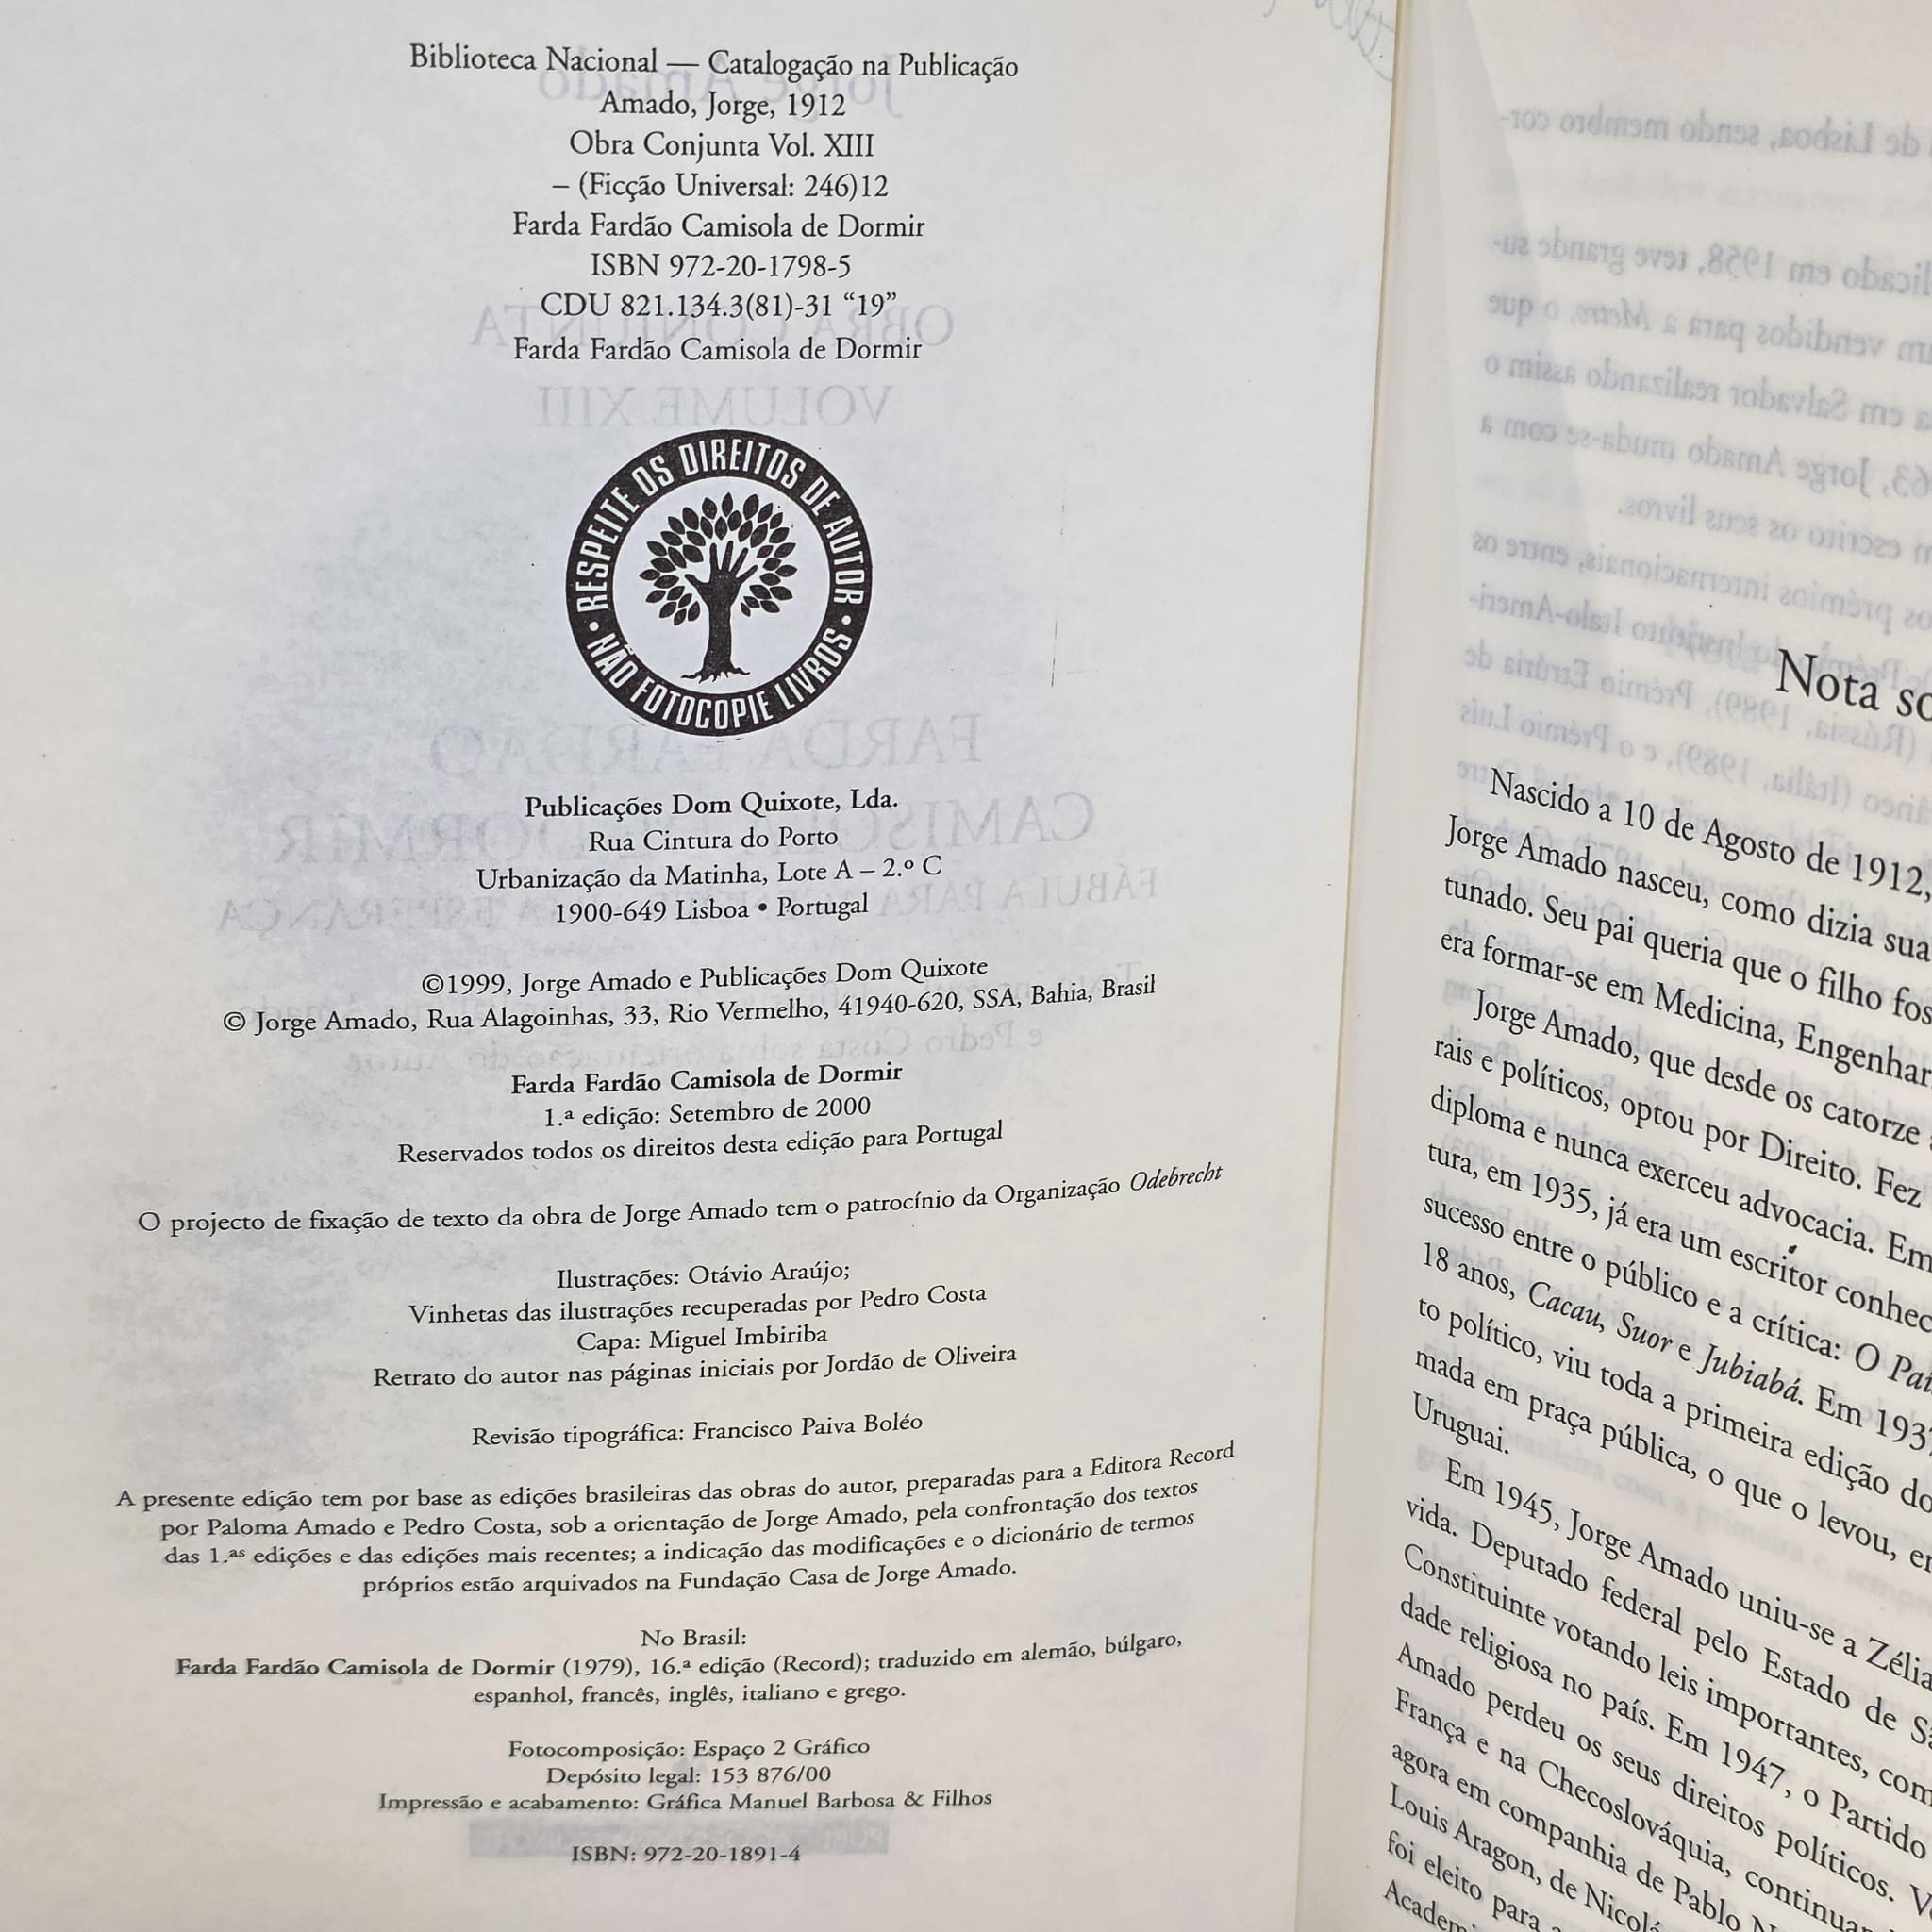 Biblioteca Nacional — Catalogação na Publicação
Amado, Jorge, 1912
Obra Conjunta Vol. XIII
– (Ficção Universal: 246)12
Farda Fardão Camisola de Dormir
ISBN 972-20-1798-5
CDU 821.134.3(81)-31 “19”
Farda Fardão Camisola de Dormir
RESPEITE OS DIREITOS DE AUTOR •
NÃO FOTOCOPIE LIVROS •
Publicações Dom Quixote, Lda.
Rua Cintura do Porto
Urbanização da Matinha, Lote A – 2.º C
1900-649 Lisboa • Portugal
©1999, Jorge Amado e Publicações Dom Quixote
© Jorge Amado, Rua Alagoinhas, 33, Rio Vermelho, 41940-620, SSA, Bahia, Brasil
Farda Fardão Camisola de Dormir
1.ª edição: Setembro de 2000
Reservados todos os direitos desta edição para Portugal
O projecto de fixação de texto da obra de Jorge Amado tem o patrocínio da Organização Odebrecht
Ilustrações: Otávio Araújo;
Vinhetas das ilustrações recuperadas por Pedro Costa
Capa: Miguel Imbiriba
Retrato do autor nas páginas iniciais por Jordão de Oliveira
Revisão tipográfica: Francisco Paiva Boléo
A presente edição tem por base as edições brasileiras das obras do autor, preparadas para a Editora Record
por Paloma Amado e Pedro Costa, sob a orientação de Jorge Amado, pela confrontação dos textos
das 1.as edições e das edições mais recentes; a indicação das modificações e o dicionário de termos
próprios estão arquivados na Fundação Casa de Jorge Amado.
No Brasil:
Farda Fardão Camisola de Dormir (1979), 16.ª edição (Record); traduzido em alemão, búlgaro,
espanhol, francês, inglês, italiano e grego.
Fotocomposição: Espaço 2 Gráfico
Depósito legal: 153 876/00
Impressão e acabamento: Gráfica Manuel Barbosa & Filhos
ISBN: 972-20-1891-4
Nota so
Nascido a 10 de Agosto de 1912,
Jorge Amado nasceu, como dizia sua
tunado. Seu pai queria que o filho fos
era formar-se em Medicina, Engenhar
Jorge Amado, que desde os catorze
rais e políticos, optou por Direito. Fez
diploma e nunca exerceu advocacia. Em
tura, em 1935, já era um escritor conhec
sucesso entre o público e a crítica: O Paí
18 anos, Cacau, Suor e Jubiabá. Em 1937
to político, viu toda a primeira edição do
mada em praça pública, o que o levou, e
Uruguai.
Em 1945, Jorge Amado uniu-se a Zélia
vida. Deputado federal pelo Estado de S
Constituinte votando leis importantes, com
dade religiosa no país. Em 1947, o Partido
Amado perdeu os seus direitos políticos. V
França e na Checoslováquia, continuan
agora em companhia de Pablo N
Louis Aragon, de Nicolá
foi eleito para a
Academi